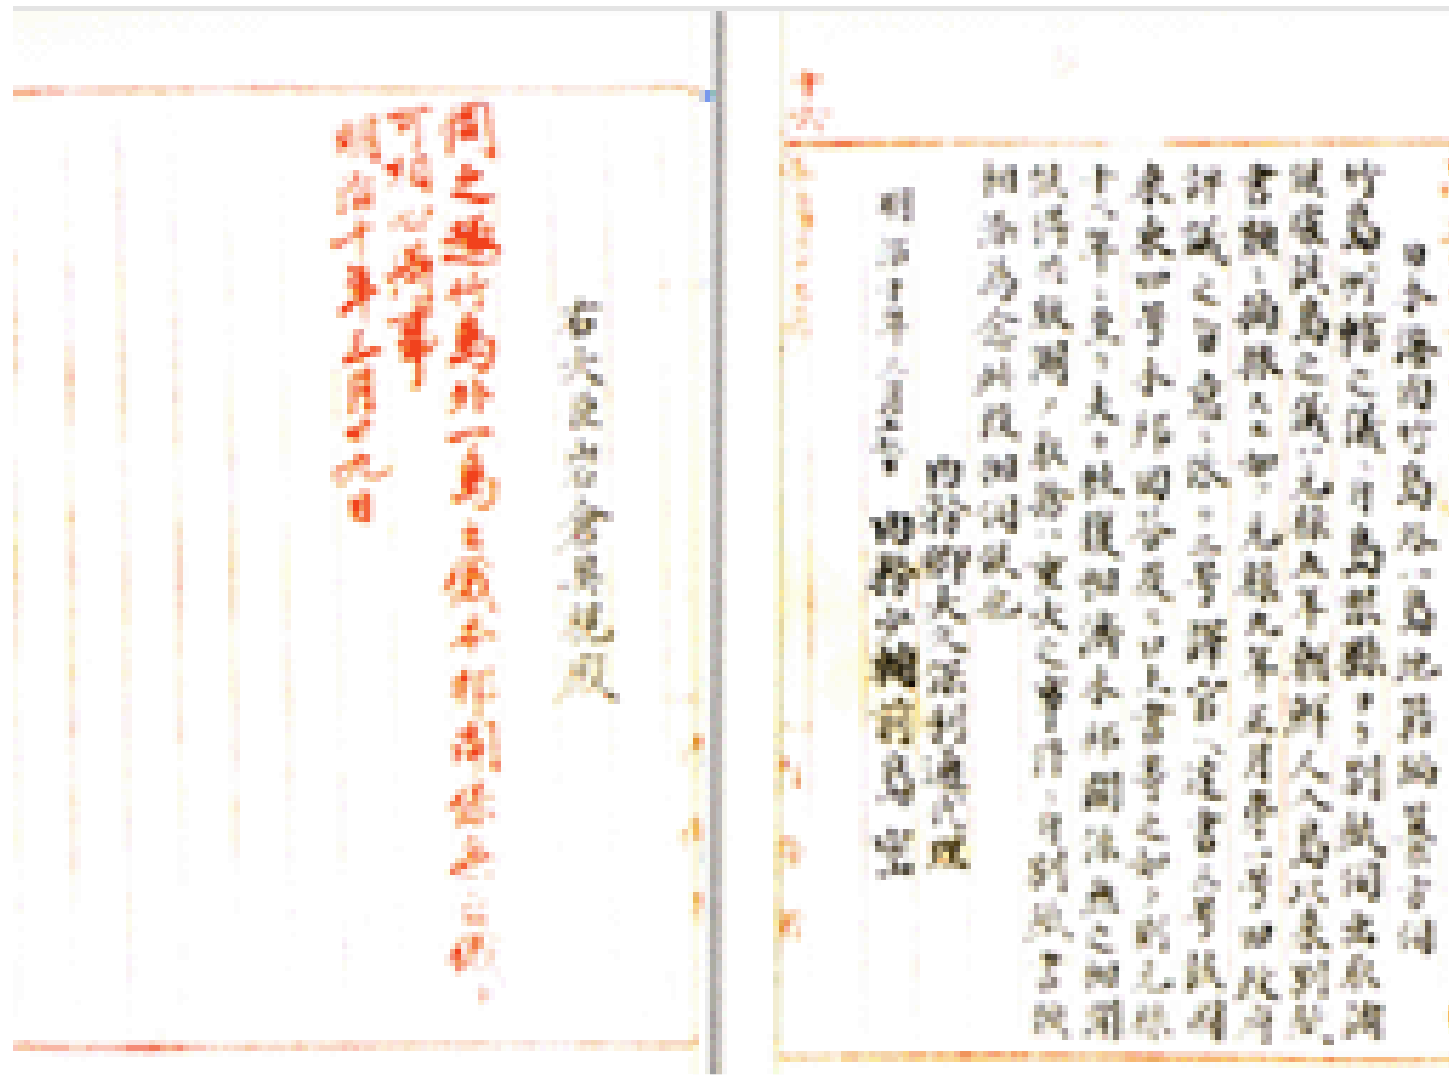 日本海内竹島外一島地籍編纂方伺
竹島所轄之儀ニ付島根県ヨリ別紙伺出取調
候処該島之儀ハ元禄五年朝鮮人入島以来別紙
書類ニ摘採スル如ク元禄九年正月第一号旧政府
評議之旨意ニ依リ二号訳官ヘ達書三号該国
来柬四号本邦回答及ヒ口上書等之如ク則元禄
十二年ニ至リ夫々往復相済本邦関係無之相聞
候得共版図ノ取捨ハ重大之事件ニ付別紙書類
相添為念此段相伺候也
内務卿大久保利通代理
明治十年三月十七日 内務少輔前島密
右大臣岩倉具視殿
伺之趣竹島外一島之儀本邦関係無之儀ト
可相心得事
明治十年三月廿九日
十六